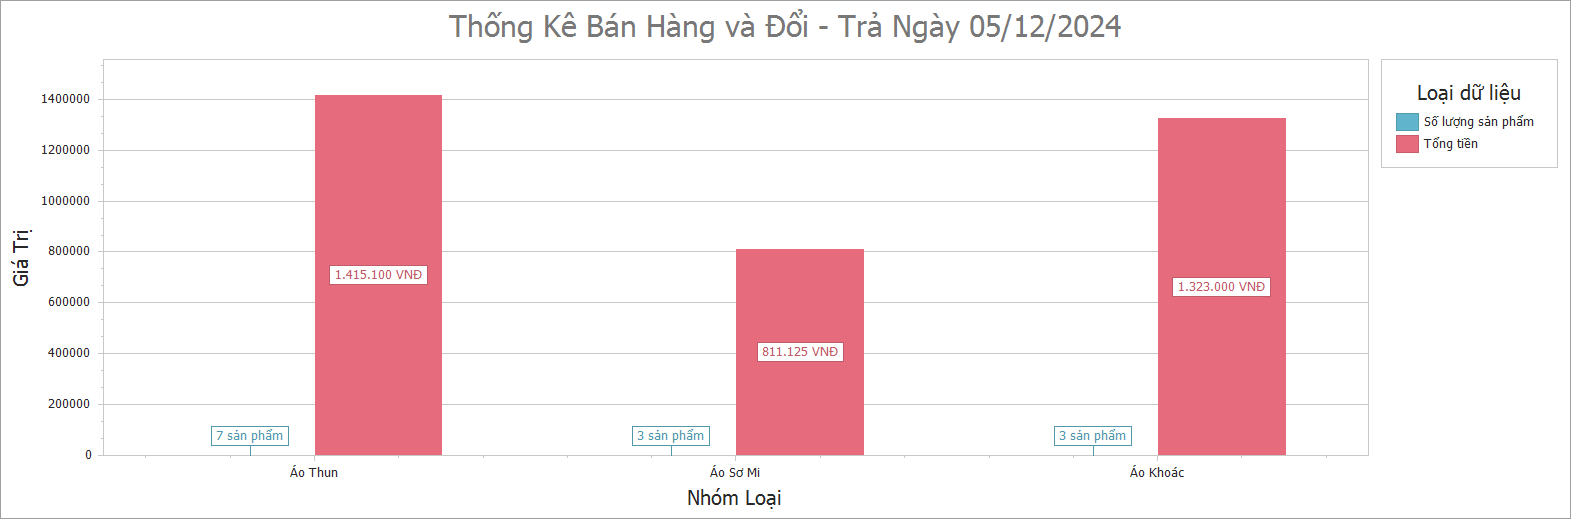 Thống Kê Bán Hàng và Đổi - Trả Ngày 05/12/2024
Giá Trị
1400000
1200000
1000000
800000
600000
400000
200000
0
1.415.100 VNĐ
811.125 VNĐ
1.323.000 VNĐ
7 sản phẩm
3 sản phẩm
3 sản phẩm
Áo Thun
Áo Sơ Mi
Áo Khoác
Nhóm Loại
Loại dữ liệu
Số lượng sản phẩm
Tổng tiền